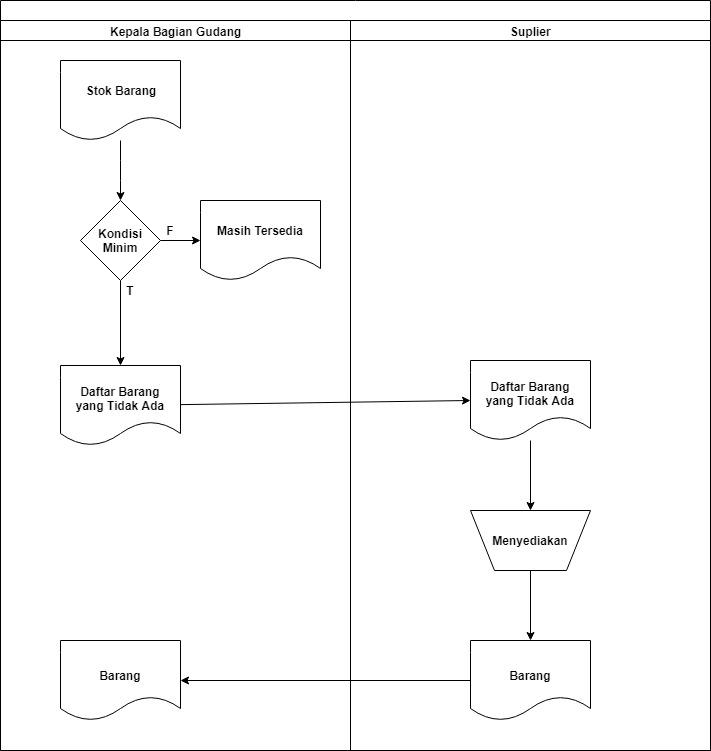 Kepala Bagian Gudang
Suplier
Stok Barang
Kondisi
Minim
F
Masih Tersedia
T
Daftar Barang
yang Tidak Ada
Daftar Barang
yang Tidak Ada
Menyediakan
Barang
Barang